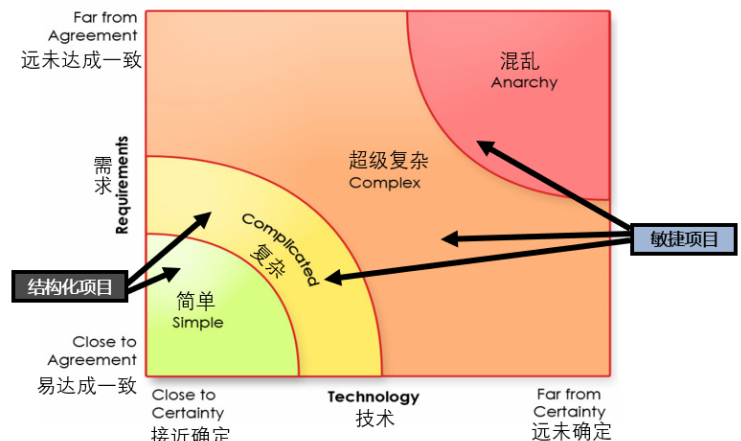 Far from
Agreement
远未达成一致
混乱
Anarchy
超级复杂
Complex
需求
Requirements
Complicated
复杂
敏捷项目
结构化项目
简单
Simple
Close to
Agreement
易达成一致
Close to
Certainty
接近确定
Technology
技术
Far from
Certainty
远未确定